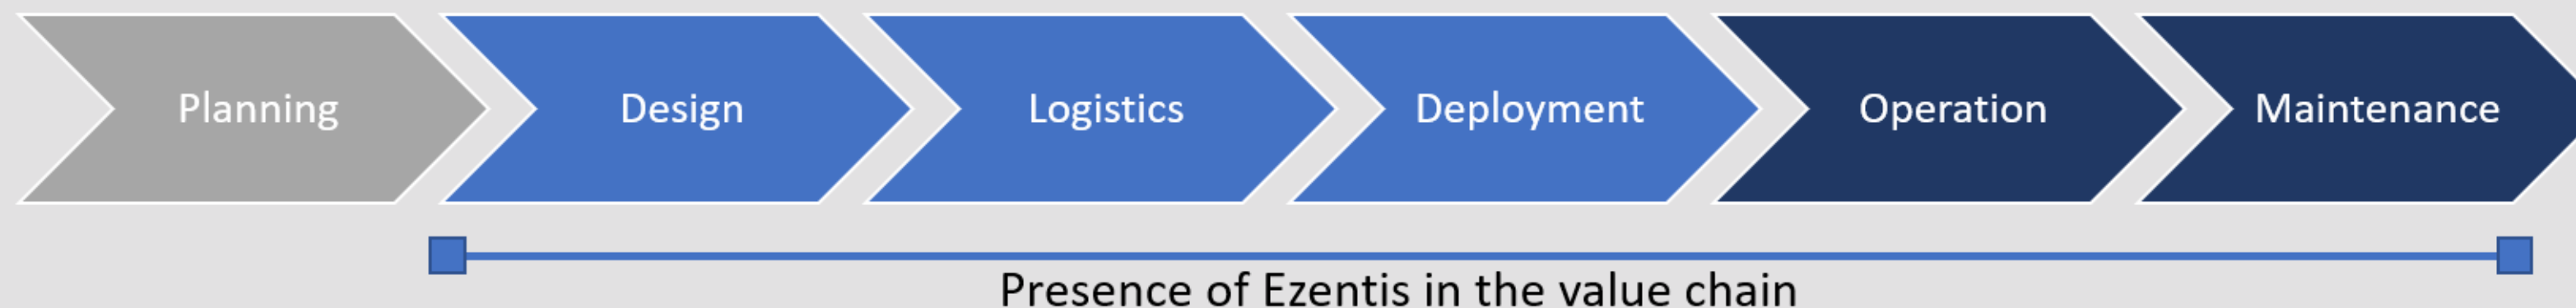 Planning
Design
Logistics
Deployment
Operation
Maintenance
Presence of Ezentis in the value chain